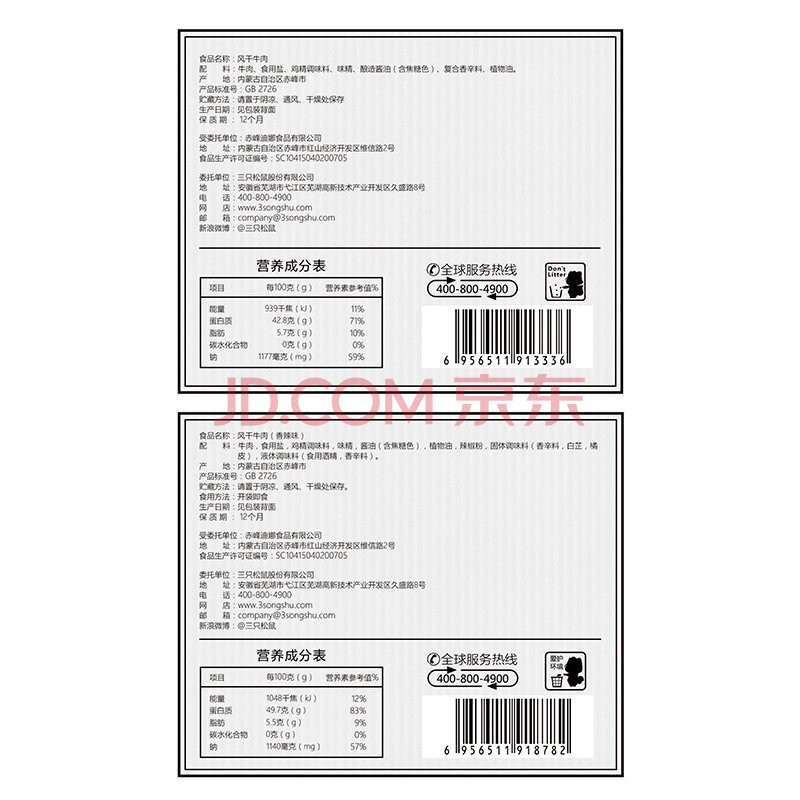 食品名称：风干牛肉
配　　料：牛肉、食用盐、鸡精调味料、味精、酿造酱油（含焦糖色）、复合香辛料、植物油。
产　　地：内蒙古自治区赤峰市
产品标准号：GB 2726
贮藏方法：请置于阴凉、通风、干燥处保存
生产日期：见包装背面
保 质 期 ：12个月
受委托单位：赤峰迪娜食品有限公司
地　　址：内蒙古自治区赤峰市红山经济开发区维信路2号
食品生产许可证编号：SC10415040200705
委托单位：三只松鼠股份有限公司
地　　址：安徽省芜湖市弋江区芜湖高新技术产业开发区久盛路8号
电　　话：400-800-4900
网　　店：www.3songshu.com
邮　　箱：company@3songshu.com
新浪微博：@三只松鼠
营养成分表
项目 每100克（g） 营养素参考值%
能量 939千焦（kJ） 11%
蛋白质 42.8克（g） 71%
脂肪 5.7克（g） 10%
碳水化合物 0克（g） 0%
钠 1177毫克（mg） 59%
全球服务热线
400-800-4900
Don't
Litter
6 956511 913336
JD.COM 京东
食品名称：风干牛肉（香辣味）
配　　料：牛肉，食用盐，鸡精调味料，味精，酱油（含焦糖色），植物油，辣椒粉，固体调味料（香辛料，白芷，橘
皮），液体调味料（食用酒精，香辛料）。
产　　地：内蒙古自治区赤峰市
产品标准号：GB 2726
贮藏方法：请置于阴凉、通风、干燥处保存。
食用方法：开袋即食
生产日期：见包装背面
保 质 期 ：12个月
受委托单位：赤峰迪娜食品有限公司
地　　址：内蒙古自治区赤峰市红山经济开发区维信路2号
食品生产许可证编号：SC10415040200705
委托单位：三只松鼠股份有限公司
地　　址：安徽省芜湖市弋江区芜湖高新技术产业开发区久盛路8号
电　　话：400-800-4900
网　　店：www.3songshu.com
邮　　箱：company@3songshu.com
新浪微博：@三只松鼠
营养成分表
项目 每100克（g） 营养素参考值%
能量 1048千焦（kJ） 12%
蛋白质 49.7克（g） 83%
脂肪 5.5克（g） 9%
碳水化合物 0克（g） 0%
钠 1140毫克（mg） 57%
全球服务热线
400-800-4900
爱护
环境
6 956511 918782